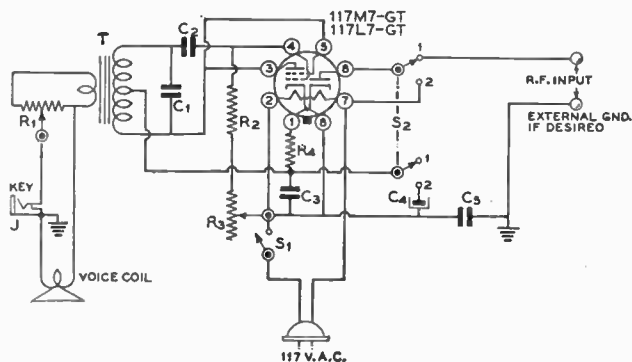 117M7-GT
117L7-GT
T
C2
4
5
1
3
8
R.F. INPUT
2
C1
R1
R2
2
7
S2
EXTERNAL GND.
IF DESIRED
1
6
R4
1
KEY
C3
2
C4
C5
J
R3
S1
VOICE COIL
117 V. A.C.